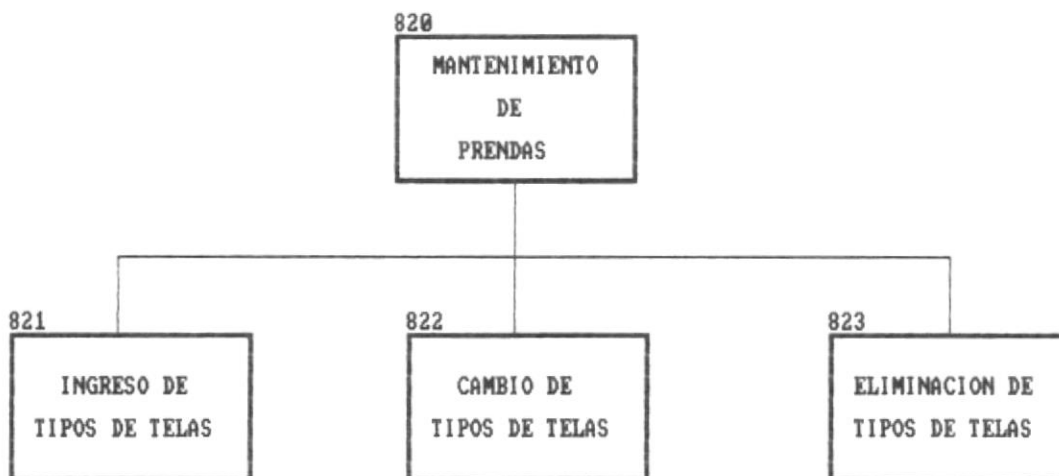 820
MANTENIMIENTO
DE
PRENDAS
821
INGRESO DE
TIPOS DE TELAS
822
CAMBIO DE
TIPOS DE TELAS
823
ELIMINACION DE
TIPOS DE TELAS